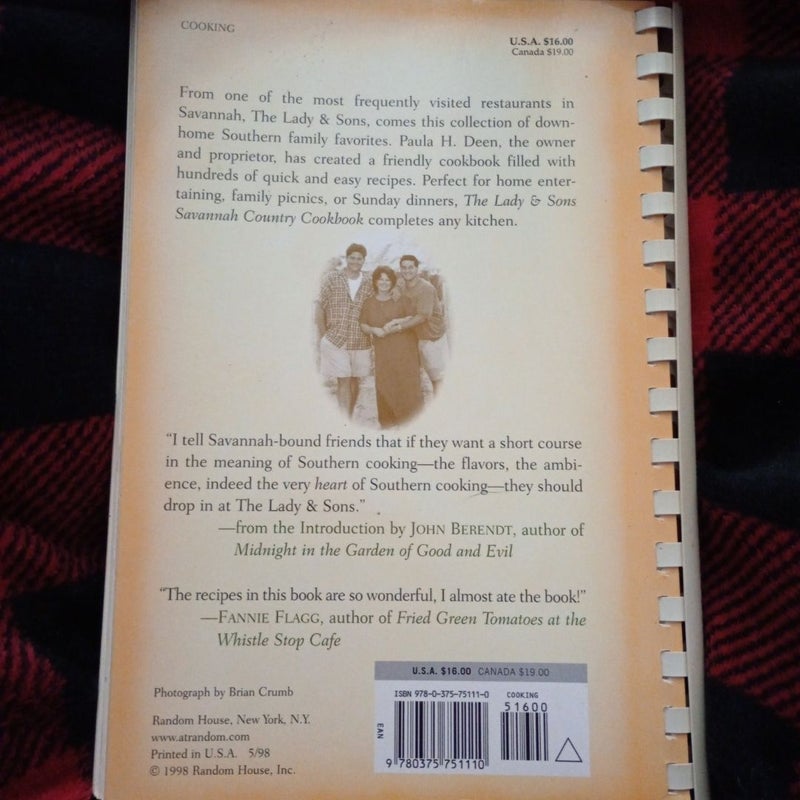 COOKING
U.S.A. $16.00
Canada $19.00
From one of the most frequently visited restaurants in
Savannah, The Lady & Sons, comes this collection of down-
home Southern family favorites. Paula H. Deen, the owner
and proprietor, has created a friendly cookbook filled with
hundreds of quick and easy recipes. Perfect for home enter-
taining, family picnics, or Sunday dinners, The Lady & Sons
Savannah Country Cookbook completes any kitchen.
“I tell Savannah-bound friends that if they want a short course
in the meaning of Southern cooking—the flavors, the ambi-
ence, indeed the very heart of Southern cooking—they should
drop in at The Lady & Sons.”
—from the Introduction by JOHN BERENDT, author of
Midnight in the Garden of Good and Evil
“The recipes in this book are so wonderful, I almost ate the book!”
—FANNIE FLAGG, author of Fried Green Tomatoes at the
Whistle Stop Cafe
Photograph by Brian Crumb
Random House, New York, N.Y.
www.atrandom.com
Printed in U.S.A. 5/98
© 1998 Random House, Inc.
U.S.A. $16.00 CANADA $19.00
ISBN 978-0-375-75111-0 COOKING
51600
EAN
9 780375 751110